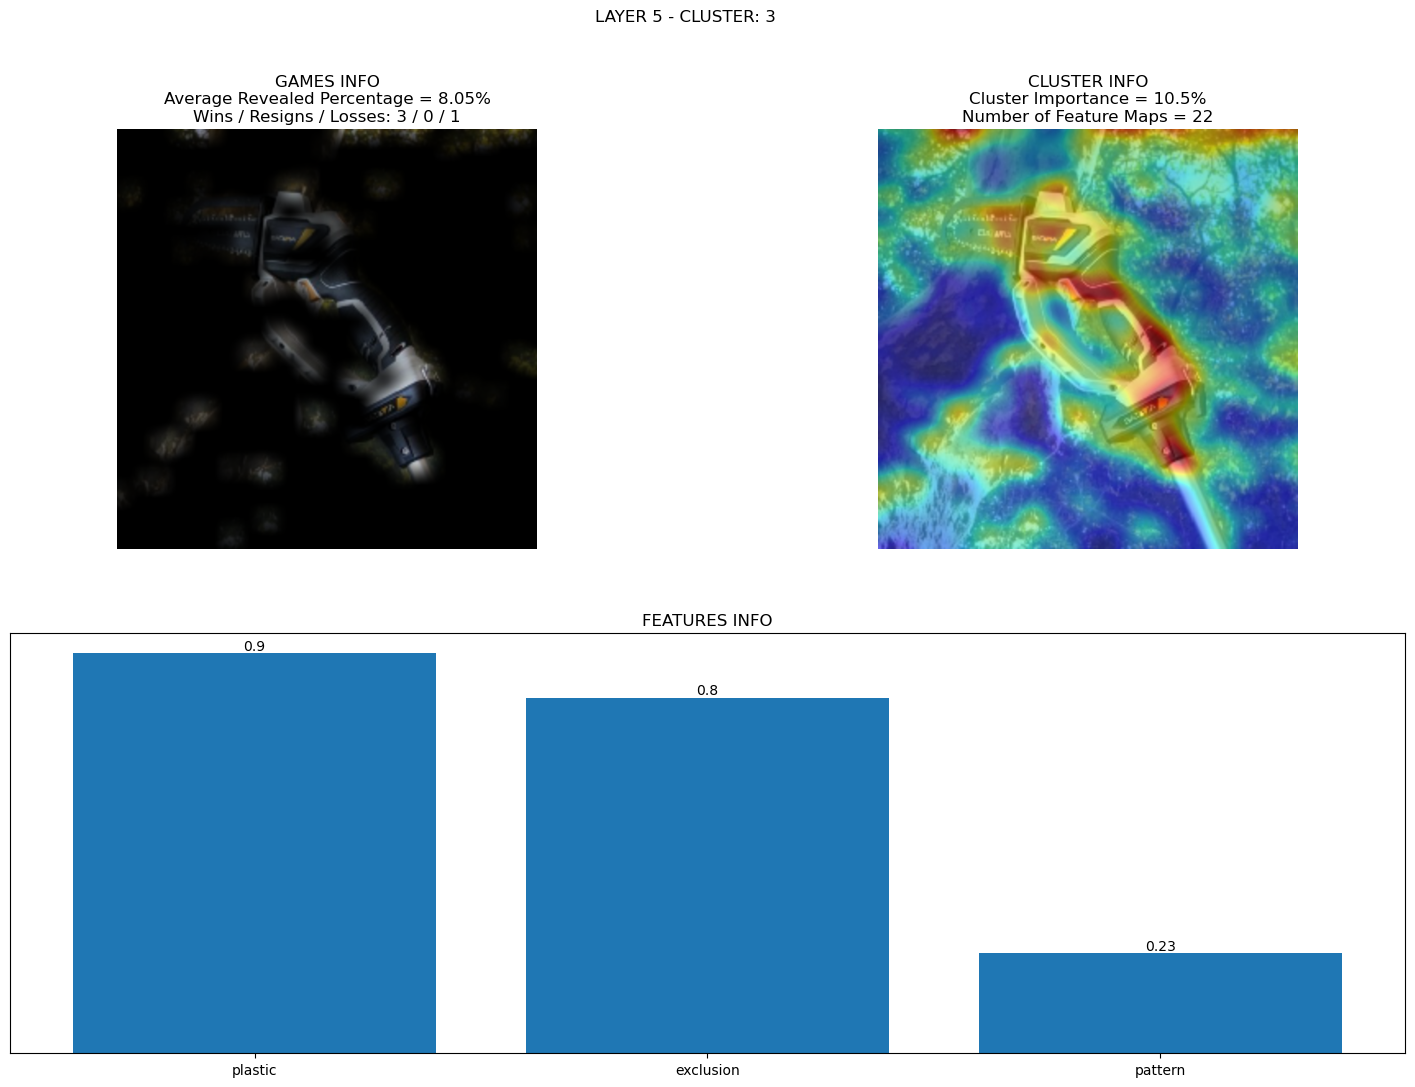 LAYER 5 - CLUSTER: 3
GAMES INFO
Average Revealed Percentage = 8.05%
Wins / Resigns / Losses: 3 / 0 / 1
CLUSTER INFO
Cluster Importance = 10.5%
Number of Feature Maps = 22
FEATURES INFO
0.9
0.8
0.23
plastic
exclusion
pattern